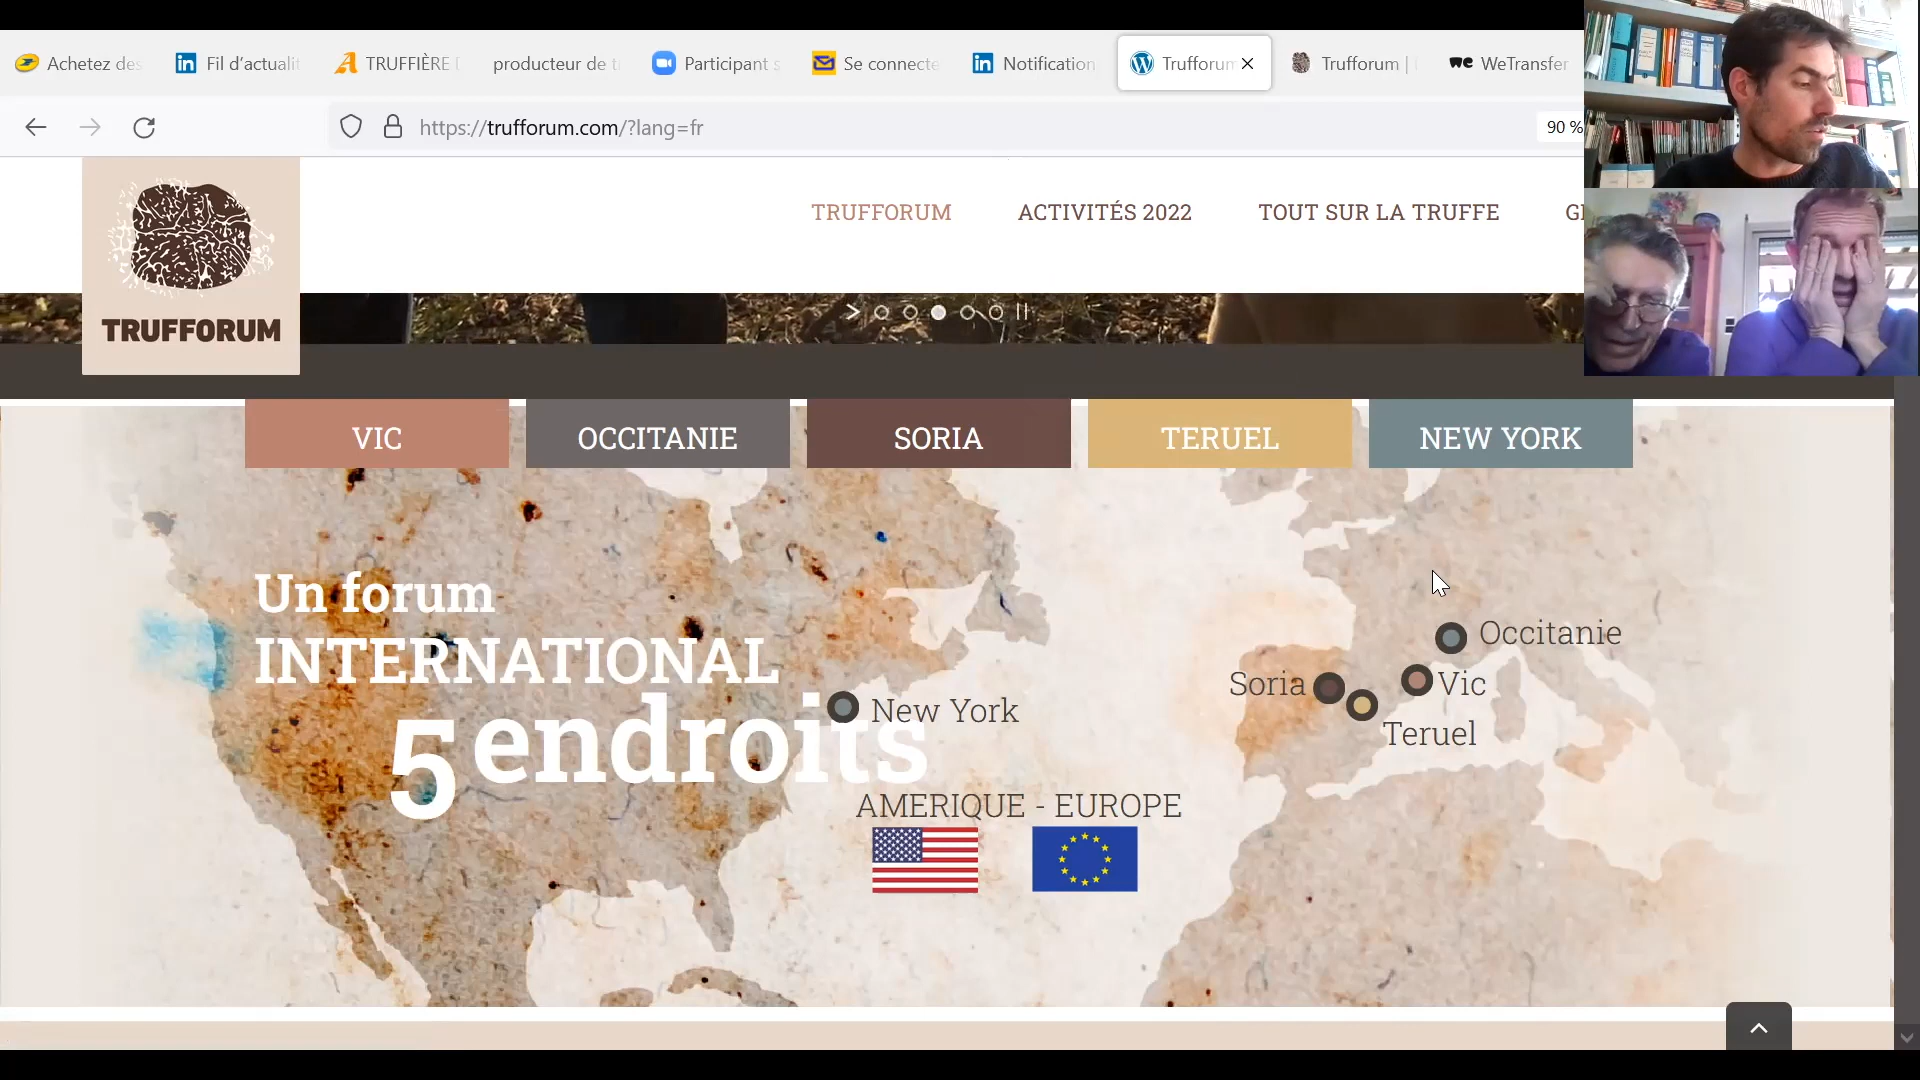 Achetez des
Fil d'actualit
TRUFFIÈRE
producteur de t
Participant s
Se connecte
Notification
Trufforum
Trufforum |
WeTransfer
https://trufforum.com/?lang=fr
90 %
TRUFFORUM
ACTIVITÉS 2022
TOUT SUR LA TRUFFE
TRUFFORUM
VIC
OCCITANIE
SORIA
TERUEL
NEW YORK
Un forum
INTERNATIONAL
5 endroits
New York
Occitanie
Soria
Vic
Teruel
AMERIQUE - EUROPE